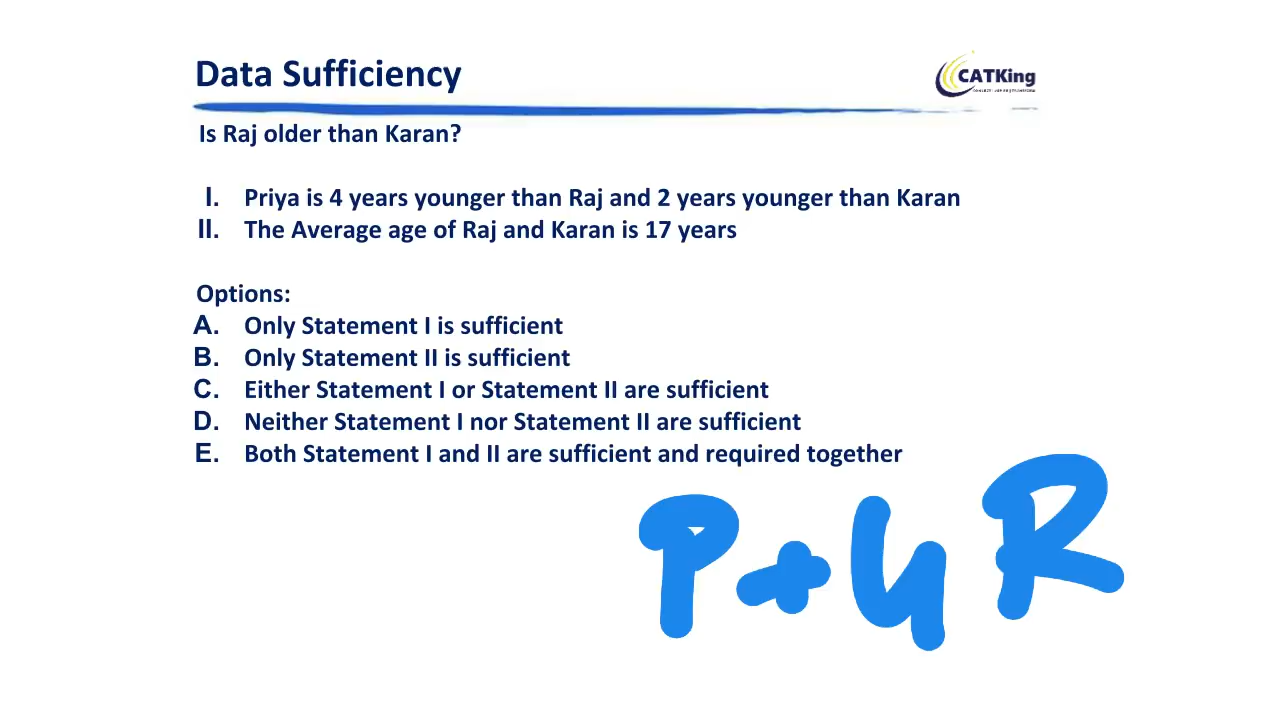 Data Sufficiency
CATKing
Is Raj older than Karan?
I. Priya is 4 years younger than Raj and 2 years younger than Karan
II. The Average age of Raj and Karan is 17 years
Options:
A. Only Statement I is sufficient
B. Only Statement II is sufficient
C. Either Statement I or Statement II are sufficient
D. Neither Statement I nor Statement II are sufficient
E. Both Statement I and II are sufficient and required together
P+4 R